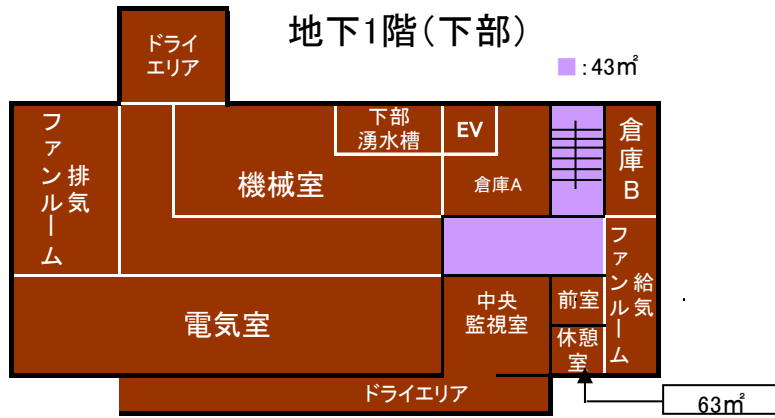 地下1階(下部)
:43㎡
ドライ
エリア
ファンルーム
排気
機械室
下部
湧水槽
EV
倉庫A
倉庫B
電気室
中央
監視室
前室
休憩
室
ファンルーム
給気
ドライエリア
63㎡